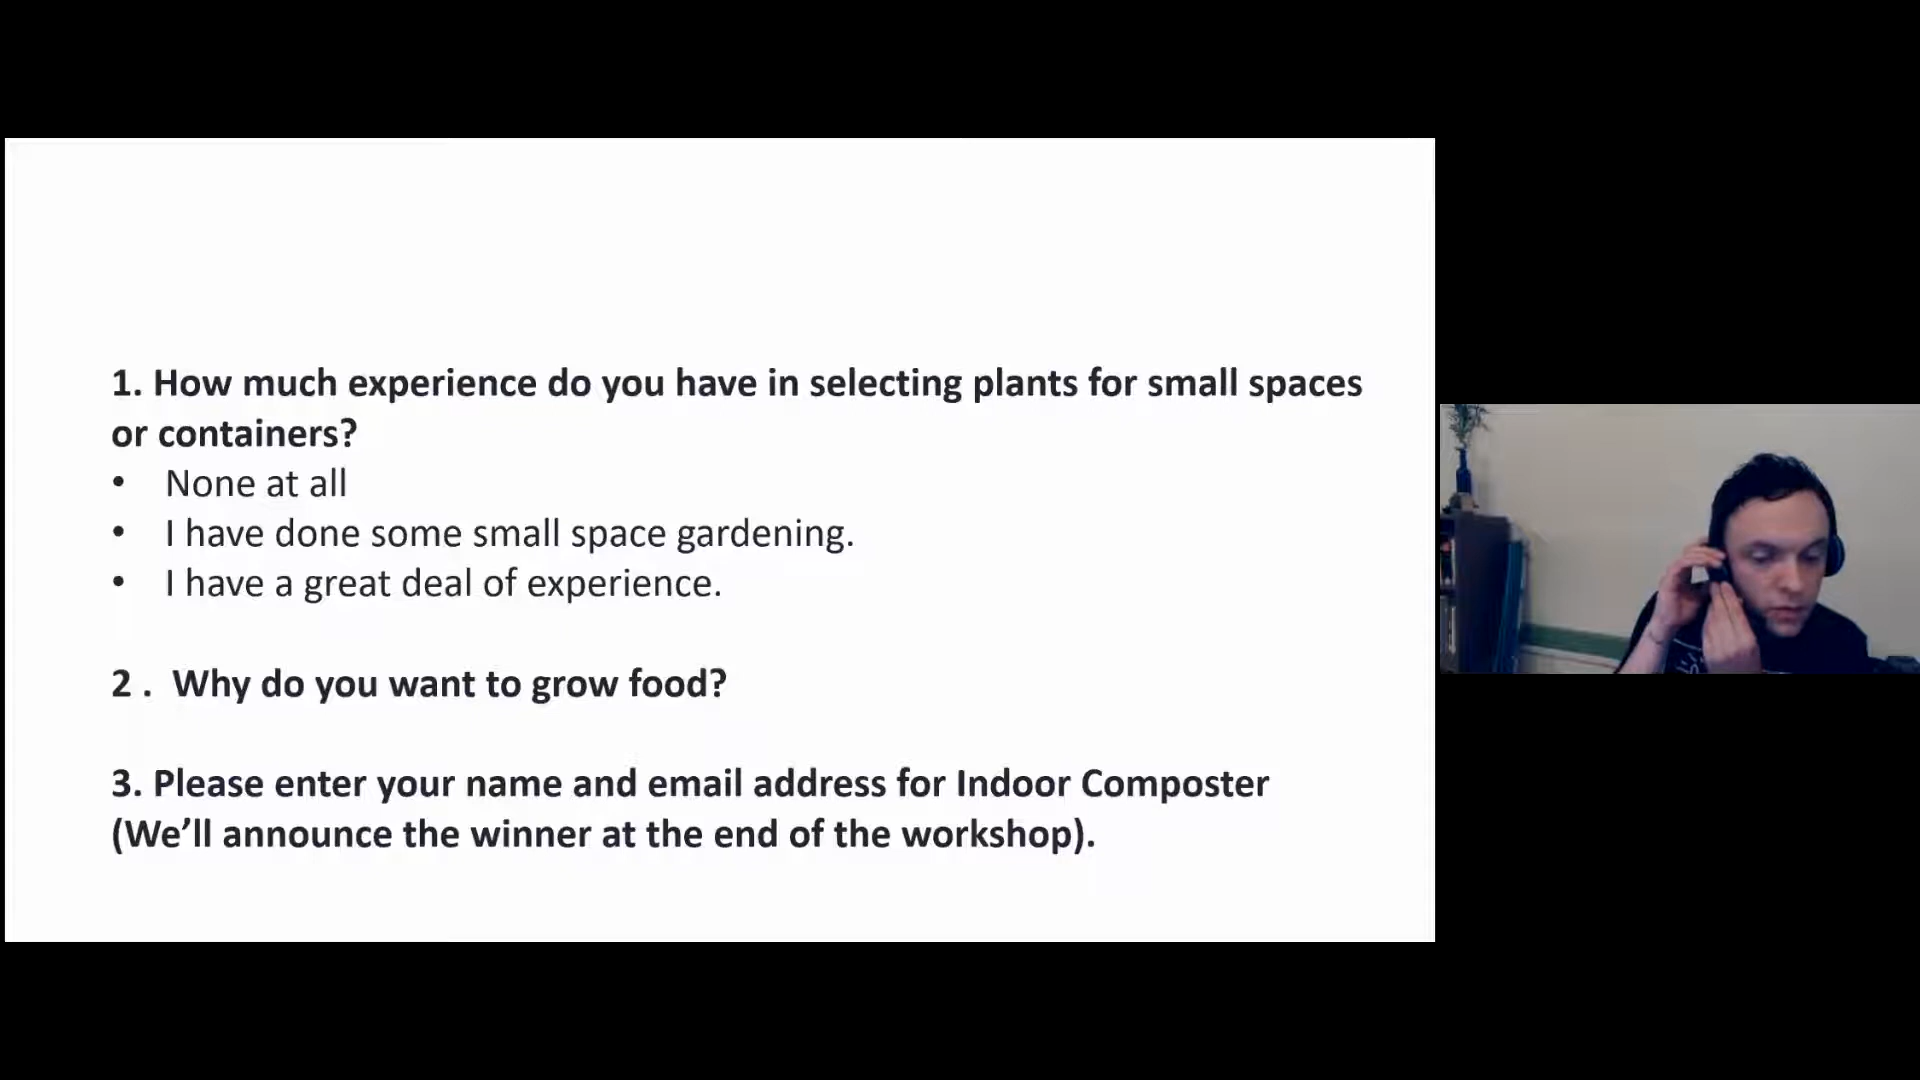 1. How much experience do you have in selecting plants for small spaces
or containers?
• None at all
• I have done some small space gardening.
• I have a great deal of experience.
2 .  Why do you want to grow food?
3. Please enter your name and email address for Indoor Composter
(We’ll announce the winner at the end of the workshop).